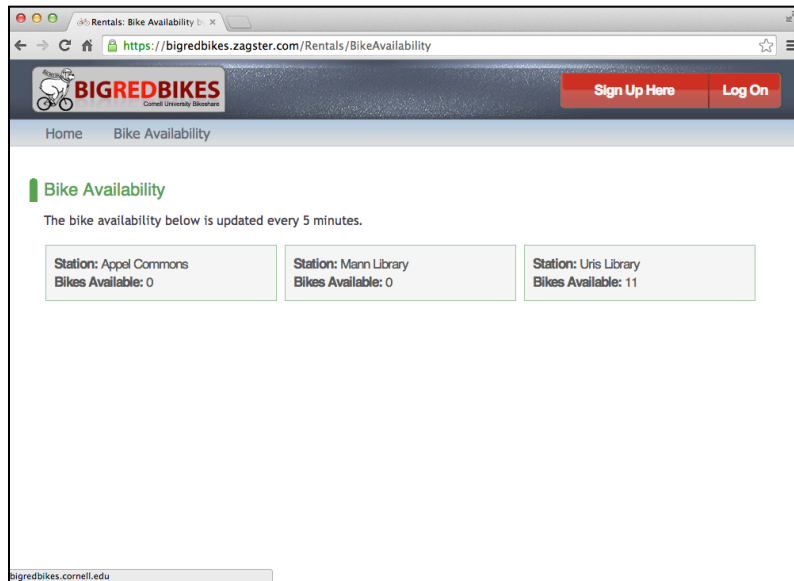 Rentals: Bike Availability b
https://bigredbikes.zagster.com/Rentals/BikeAvailability
BIGREDBIKES
Cornell University Bikeshare
Sign Up Here Log On
Home Bike Availability
Bike Availability
The bike availability below is updated every 5 minutes.
Station: Appel Commons
Bikes Available: 0
Station: Mann Library
Bikes Available: 0
Station: Uris Library
Bikes Available: 11
bigredbikes.cornell.edu